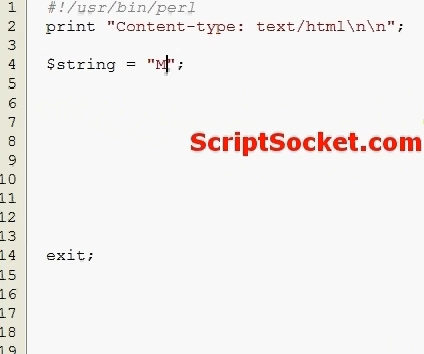 1 #!/usr/bin/perl
2 print "Content-type: text/html\n\n";
3
4 $string = "M";
5
6
7
8 ScriptSocket.com
9
10
11
12
13
14 exit;
15
16
17
18
19